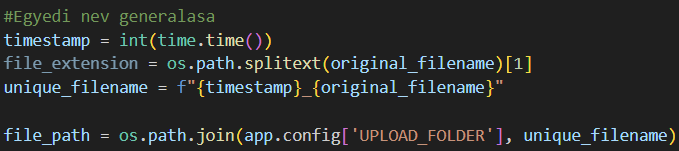 #Egyedi nev generalasa
timestamp = int(time.time())
file_extension = os.path.splitext(original_filename)[1]
unique_filename = f"{timestamp}_{original_filename}"
file_path = os.path.join(app.config['UPLOAD_FOLDER'], unique_filename)